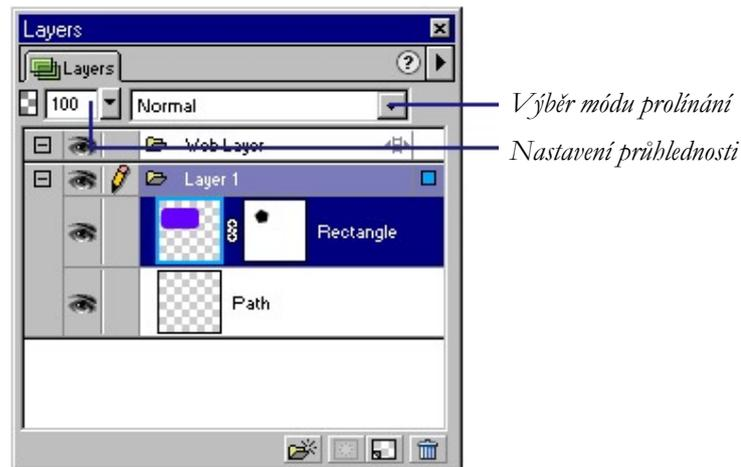 Layers
Layers ?
100 Normal
Výběr módu prolínání
Web Layer
Nastavení průhlednosti
Layer 1
Rectangle
Path